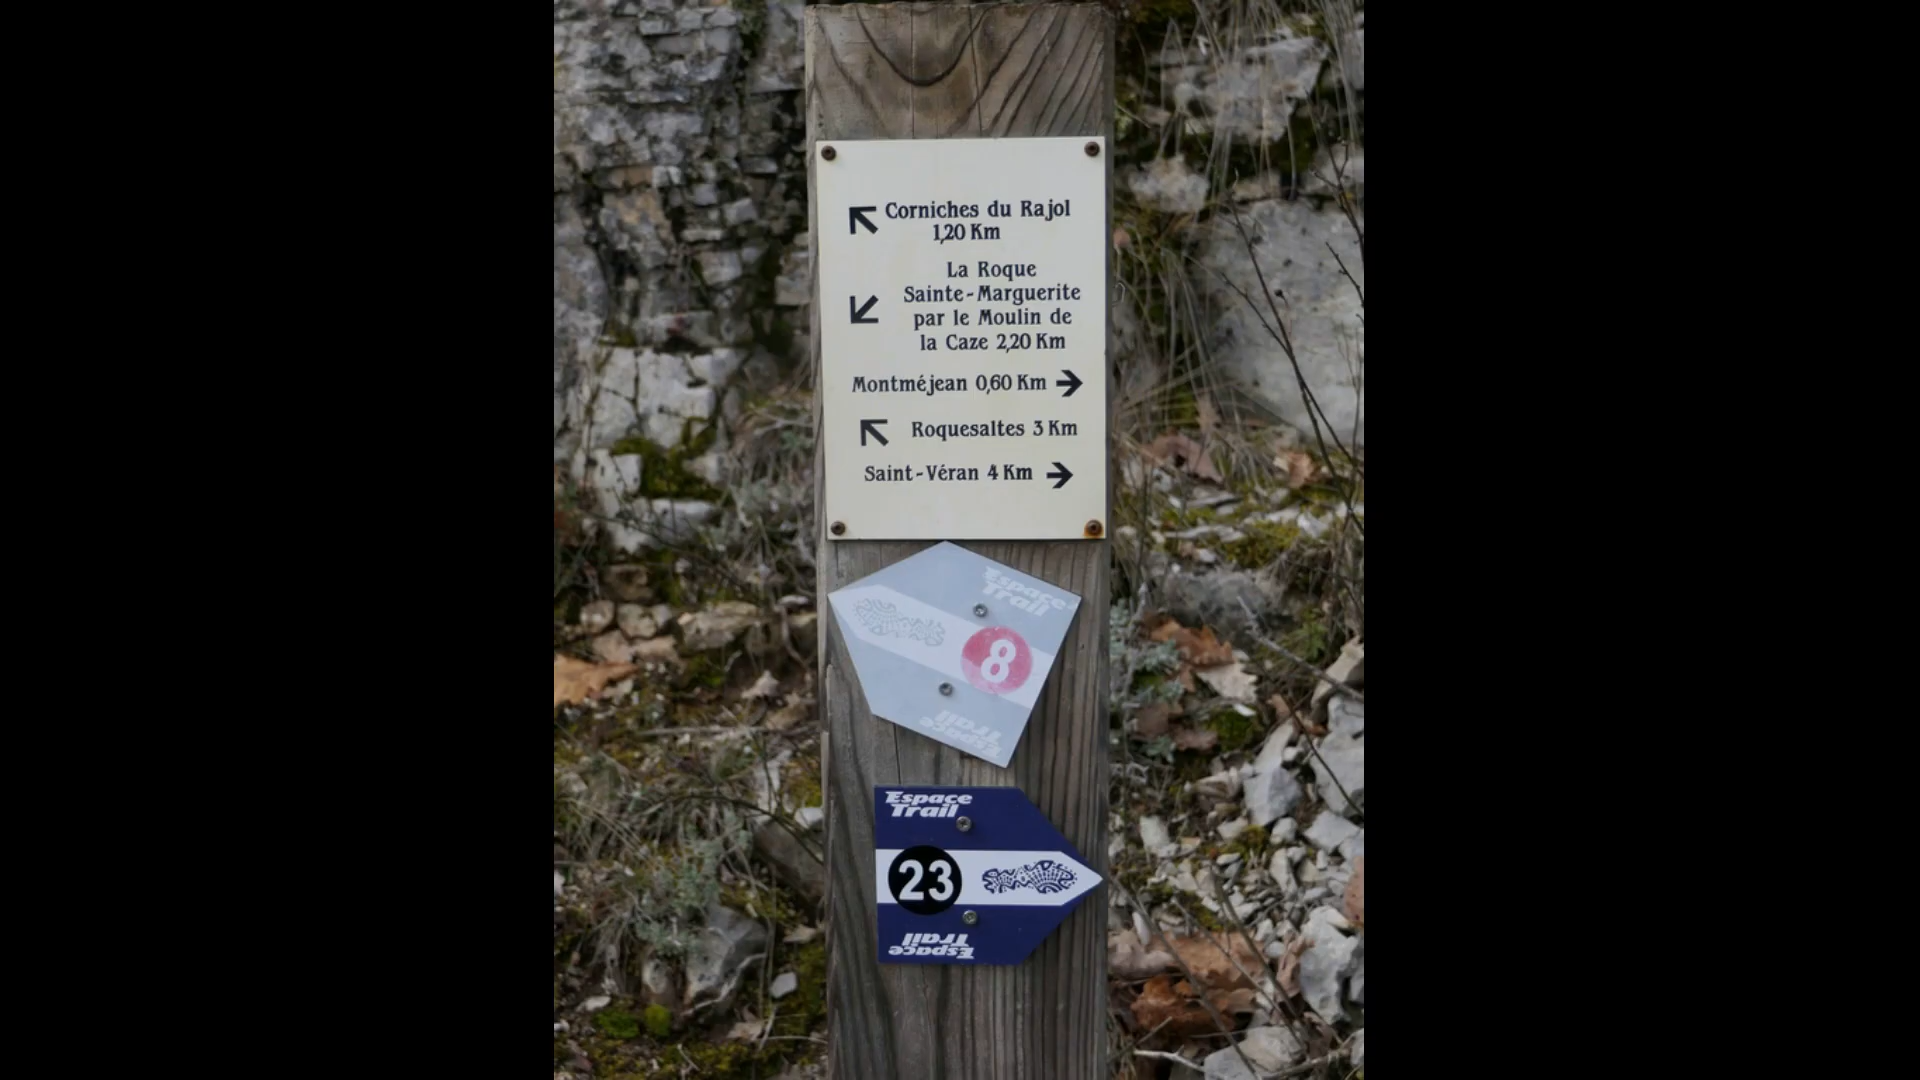 Corniches du Rajol
1,20 Km
La Roque
Sainte-Marguerite
par le Moulin de
la Caze 2,20 Km
Montméjean 0,60 Km
Roquesaltes 3 Km
Saint-Véran 4 Km
Espace
Trail
8
Espace
Trail
Espace
Trail
23
Espace
Trail